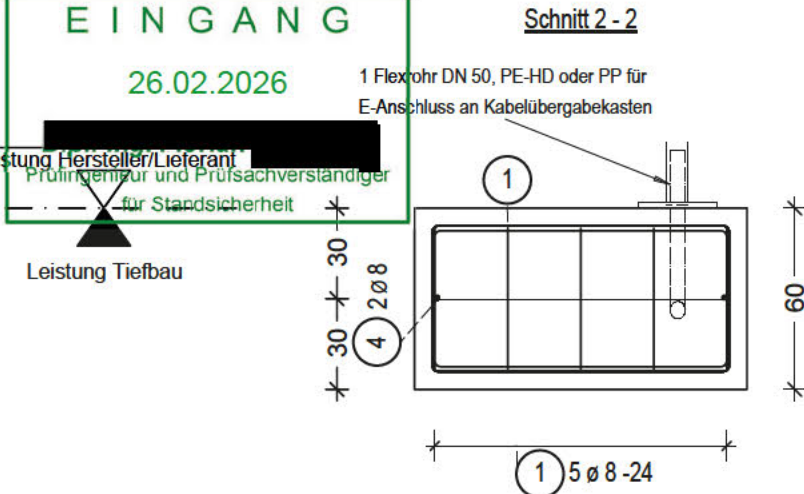 EINGANG
26.02.2026
stung Hersteller/Lieferant
Prüfingenieur und Prüfsachverständiger
für Standsicherheit
Leistung Tiefbau
Schnitt 2 - 2
1 Flexrohr DN 50, PE-HD oder PP für
E-Anschluss an Kabelübergabekasten
1
30
30
2 ø 8
4
60
1 5 ø 8 -24